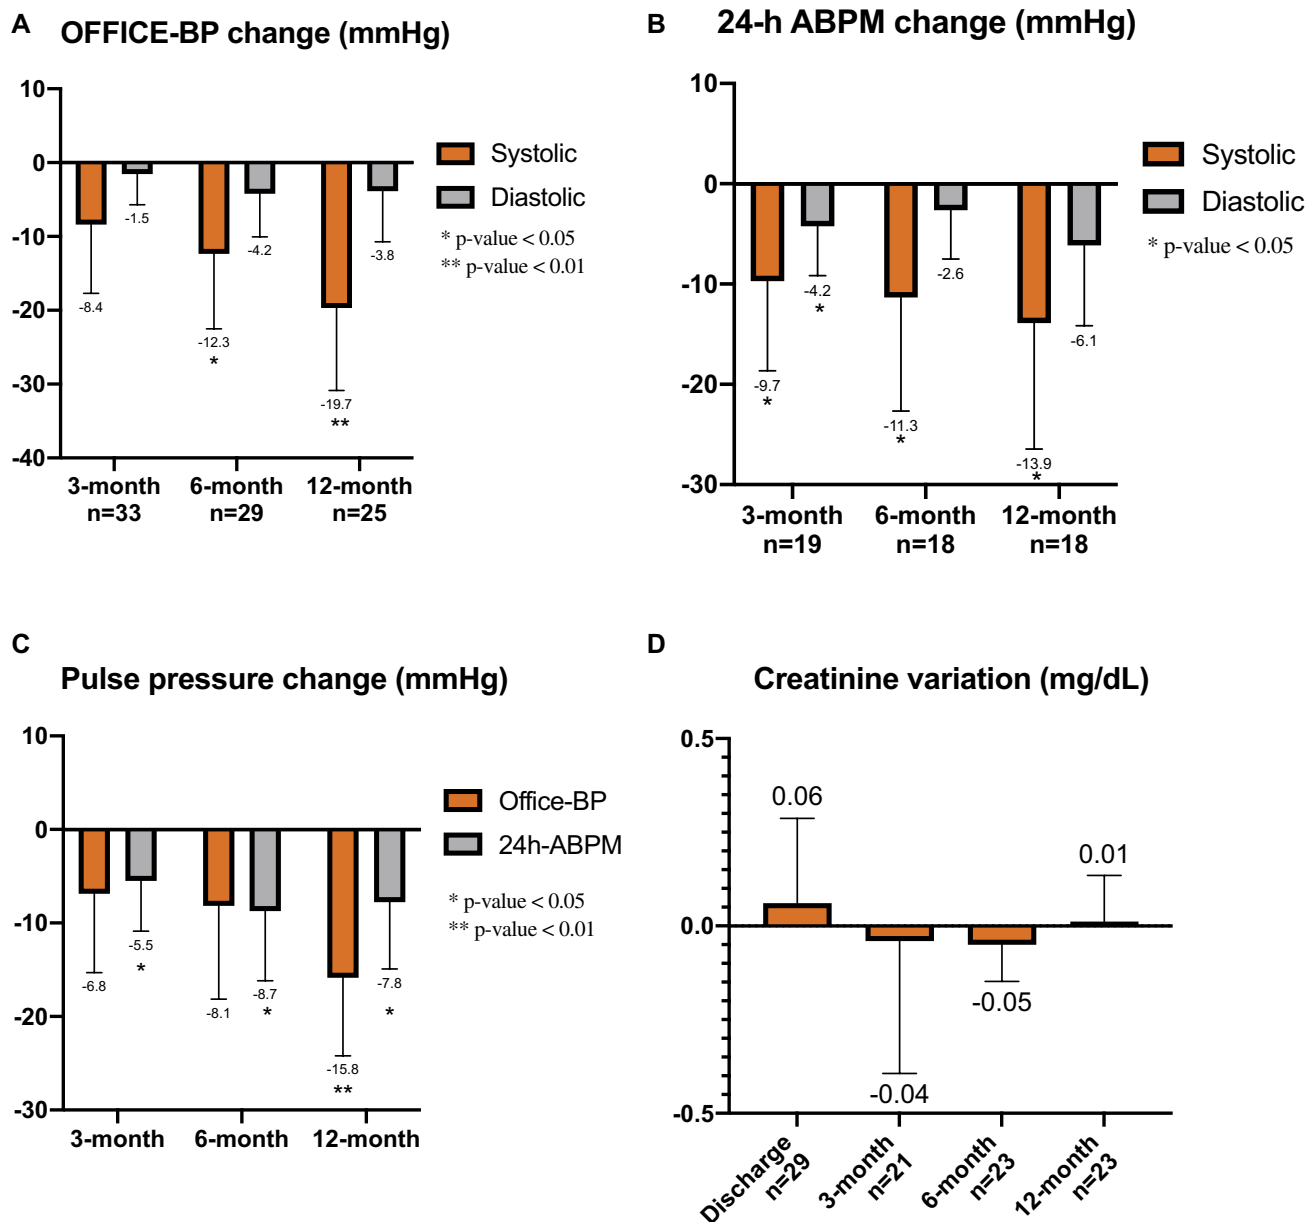 A OFFICE-BP change (mmHg)
10
0
-10
-20
-30
-40
-8.4
-1.5
-12.3
*
-4.2
-19.7
**
-3.8
3-month
n=33
6-month
n=29
12-month
n=25
Systolic
Diastolic
* p-value < 0.05
** p-value < 0.01
B 24-h ABPM change (mmHg)
10
0
-10
-20
-30
-9.7
*
-4.2
*
-11.3
*
-2.6
-13.9
*
-6.1
3-month
n=19
6-month
n=18
12-month
n=18
Systolic
Diastolic
* p-value < 0.05
C
Pulse pressure change (mmHg)
10
0
-10
-20
-30
-6.8
-5.5
*
-8.1
-8.7
*
-15.8
**
-7.8
*
3-month
6-month
12-month
Office-BP
24h-ABPM
* p-value < 0.05
** p-value < 0.01
D
Creatinine variation (mg/dL)
0.5
0.0
-0.5
0.06
-0.04
-0.05
0.01
Discharge
n=29
3-month
n=21
6-month
n=23
12-month
n=23